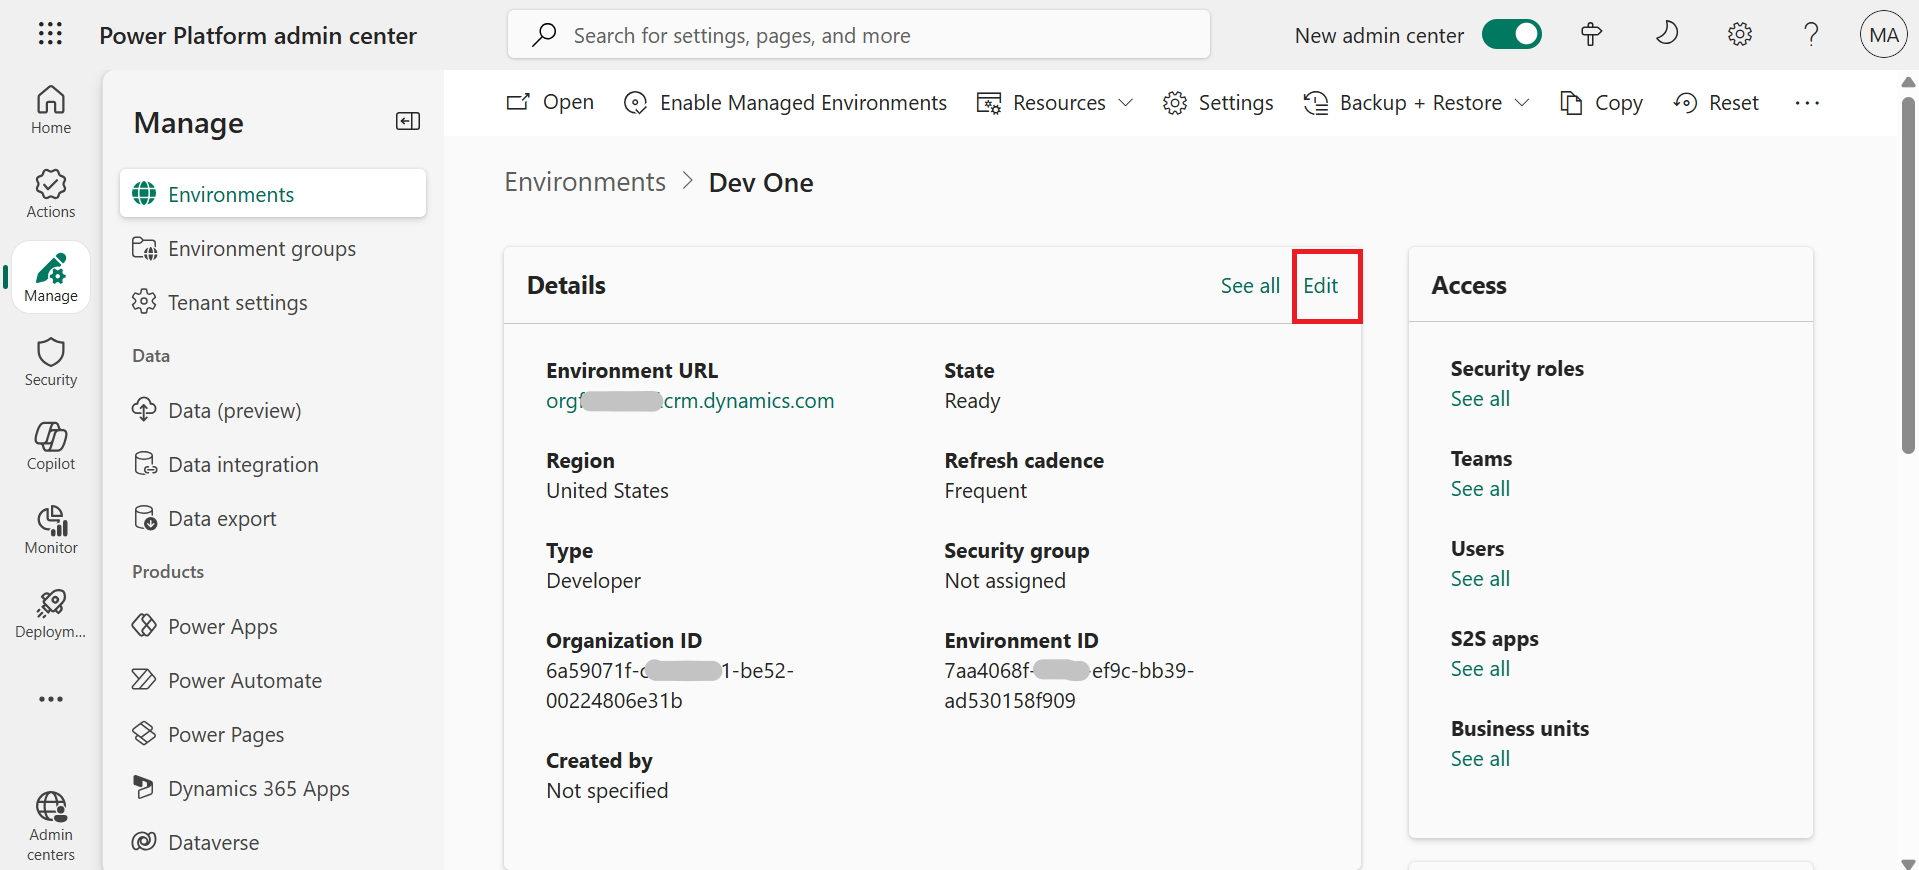 Power Platform admin center
Search for settings, pages, and more
New admin center
MA
Home
Actions
Manage
Security
Copilot
Monitor
Deploym...
Admin
centers
Manage
Environments
Environment groups
Tenant settings
Data
Data (preview)
Data integration
Data export
Products
Power Apps
Power Automate
Power Pages
Dynamics 365 Apps
Dataverse
Open
Enable Managed Environments
Resources
Settings
Backup + Restore
Copy
Reset
Environments > Dev One
Details
See all
Edit
Environment URL
orgf crm.dynamics.com
State
Ready
Region
United States
Refresh cadence
Frequent
Type
Developer
Security group
Not assigned
Organization ID
6a59071f- 1-be52-
00224806e31b
Environment ID
7aa4068f- -ef9c-bb39-
ad530158f909
Created by
Not specified
Access
Security roles
See all
Teams
See all
Users
See all
S2S apps
See all
Business units
See all